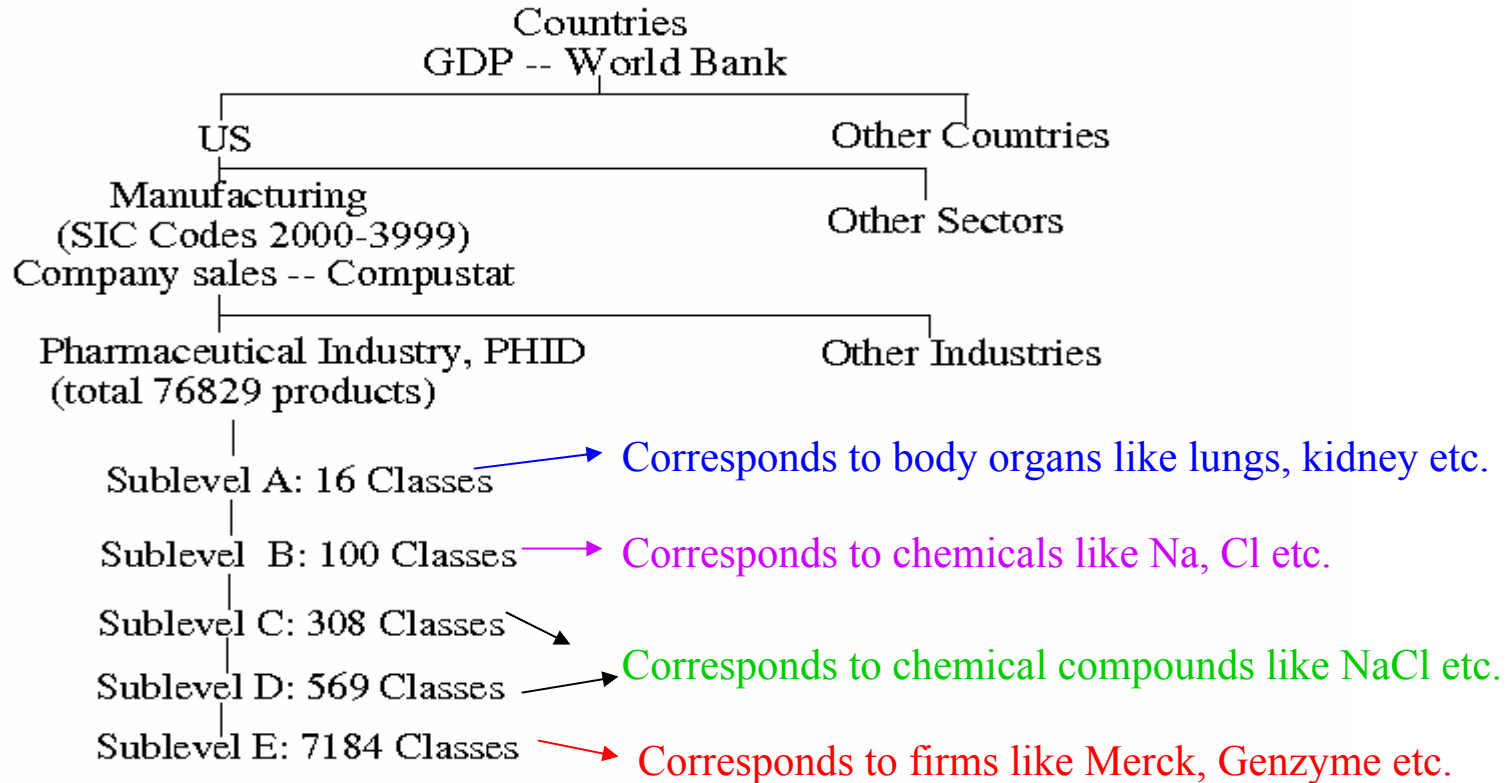 Countries
GDP -- World Bank
US
Other Countries
Manufacturing
(SIC Codes 2000-3999)
Company sales -- Compustat
Other Sectors
Pharmaceutical Industry, PHID
(total 76829 products)
Other Industries
Sublevel A: 16 Classes
Corresponds to body organs like lungs, kidney etc.
Sublevel B: 100 Classes
Corresponds to chemicals like Na, Cl etc.
Sublevel C: 308 Classes
Corresponds to chemical compounds like NaCl etc.
Sublevel D: 569 Classes
Sublevel E: 7184 Classes
Corresponds to firms like Merck, Genzyme etc.